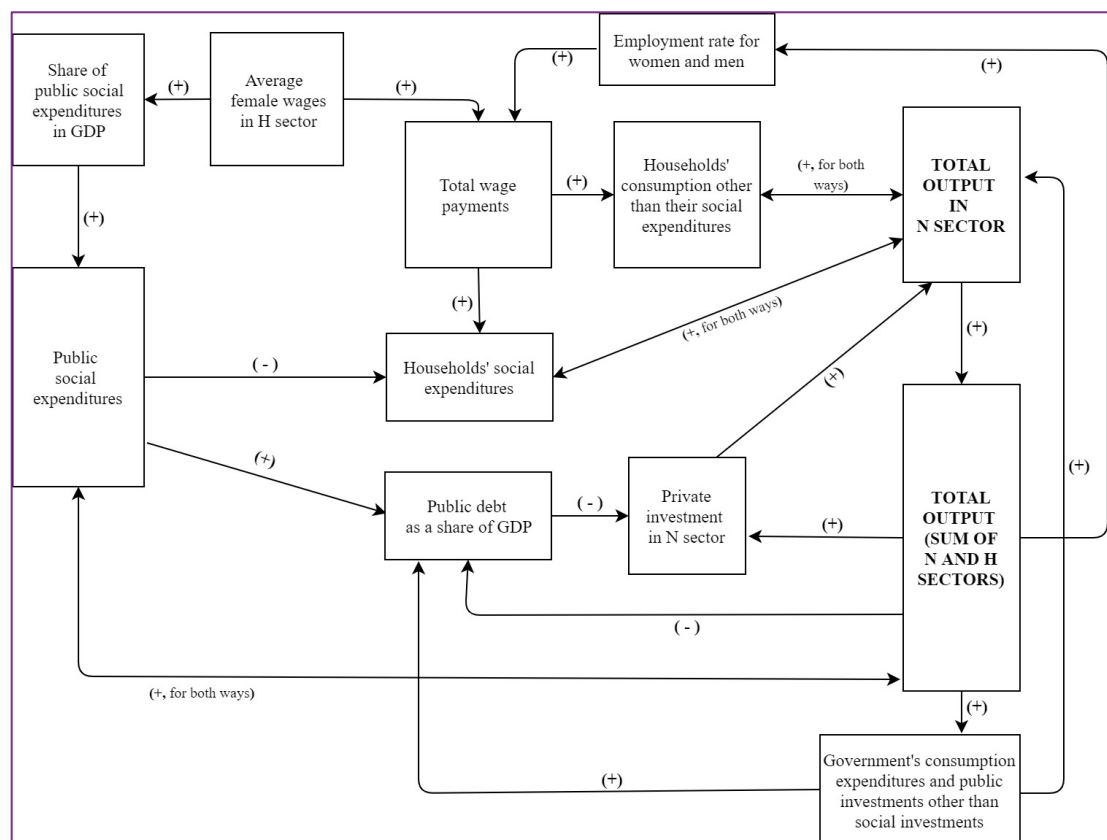 Share of
public social
expenditures
in GDP
(+)
Average
female wages
in H sector
(+)
(+)
Employment rate for
women and men
(+)
Total wage
payments
(+)
Households'
consumption other
than their social
expenditures
(+, for both
ways)
TOTAL
OUTPUT
IN
N SECTOR
(+)
(+)
(+, for both ways)
(+)
Public
social
expenditures
(-)
Households' social
expenditures
(+)
(+)
Public debt
as a share of GDP
(-)
Private
investment
in N sector
(+)
TOTAL
OUTPUT
(SUM OF
N AND H
SECTORS)
(+)
(-)
(+, for both ways)
(+)
(+)
Government's consumption
expenditures and public
investments other than
social investments